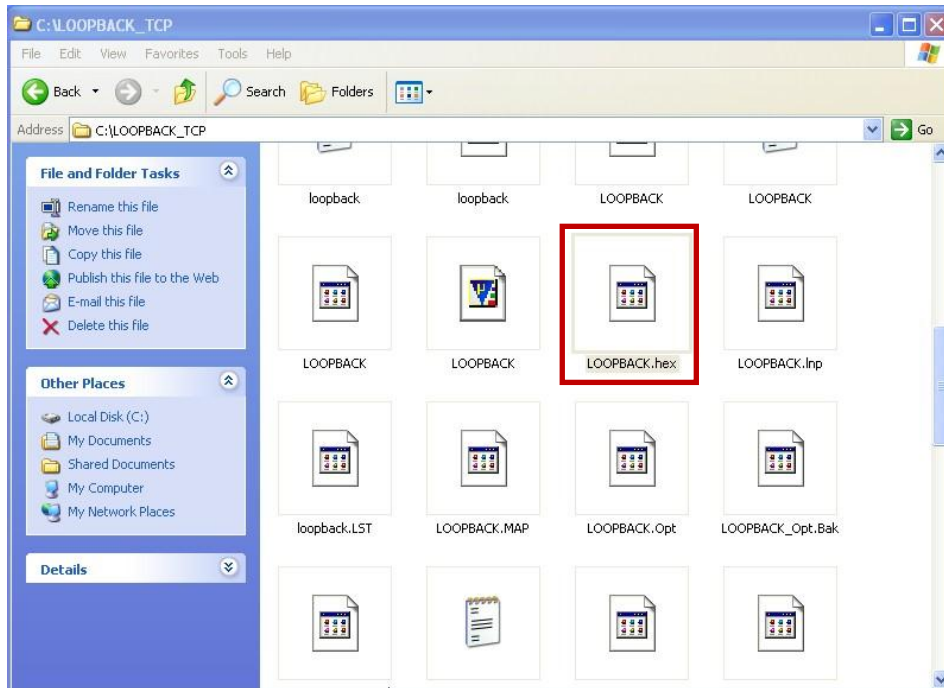 C:\LOOPBACK_TCP
File Edit View Favorites Tools Help
Back Search Folders
Address C:\LOOPBACK_TCP Go
File and Folder Tasks
Rename this file
Move this file
Copy this file
Publish this file to the Web
E-mail this file
Delete this file
Other Places
Local Disk (C:)
My Documents
Shared Documents
My Computer
My Network Places
Details
loopback loopback LOOPBACK LOOPBACK
LOOPBACK LOOPBACK LOOPBACK.hex LOOPBACK.lnp
loopback.LST LOOPBACK.MAP LOOPBACK.Opt LOOPBACK_Opt.Bak